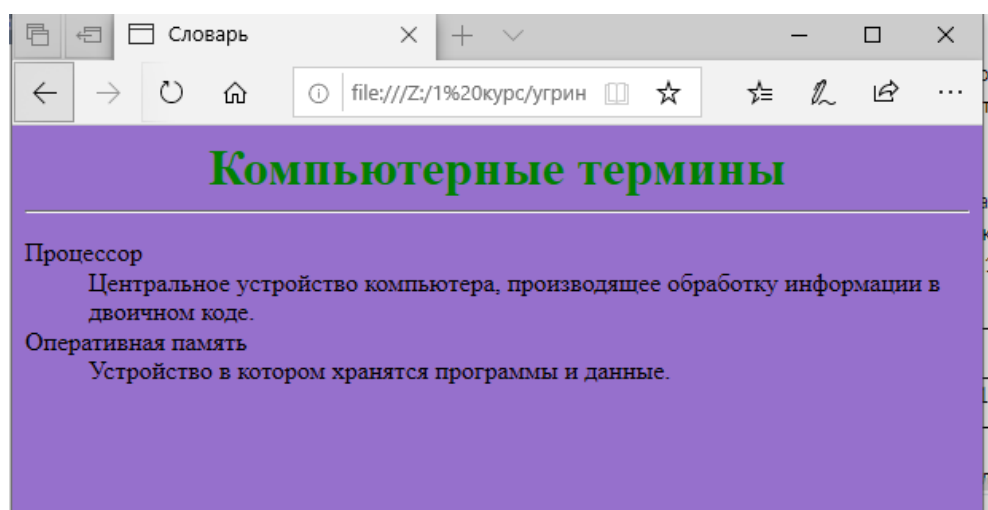 Словарь
file:///Z:/1%20курс/угрин
Компьютерные термины
Процессор
Центральное устройство компьютера, производящее обработку информации в
двоичном коде.
Оперативная память
Устройство в котором хранятся программы и данные.